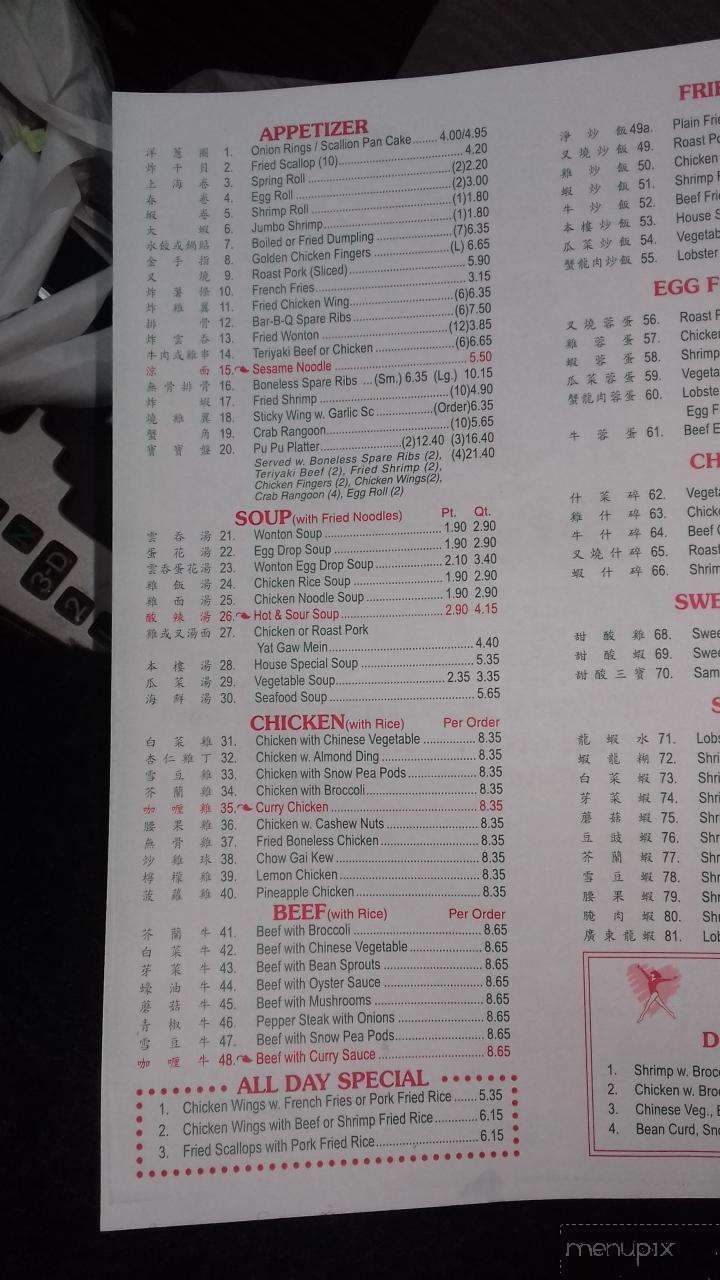 APPETIZER
洋蔥圈 1. Onion Rings / Scallion Pan Cake ....... 4.00/4.95
炸干貝 2. Fried Scallop (10) ....... 4.20
上海卷 3. Spring Roll ....... (2)2.20
春卷 4. Egg Roll ....... (2)3.00
蝦卷 5. Shrimp Roll ....... (1)1.80
大蝦 6. Jumbo Shrimp ....... (1)1.80
水餃或鍋貼 7. Boiled or Fried Dumpling ....... (7)6.35
金手指 8. Golden Chicken Fingers ....... (L) 6.65
叉燒 9. Roast Pork (Sliced) ....... 5.90
炸薯條 10. French Fries ....... 3.15
炸雞翼 11. Fried Chicken Wing ....... (6)6.35
排骨 12. Bar-B-Q Spare Ribs ....... (6)7.50
炸雲吞 13. Fried Wonton ....... (12)3.85
牛肉或雞串 14. Teriyaki Beef or Chicken ....... (6)6.65
涼面 15. Sesame Noodle ....... 5.50
無骨排骨 16. Boneless Spare Ribs ...(Sm.) 6.35 (Lg.) 10.15
炸蝦 17. Fried Shrimp ....... (10)4.90
燒雞翼 18. Sticky Wing w. Garlic Sc ....... (Order)6.35
蟹角 19. Crab Rangoon ....... (10)5.65
寶寶盤 20. Pu Pu Platter ....... (2)12.40 (3)16.40
Served w. Boneless Spare Ribs (2), (4)21.40
Teriyaki Beef (2), Fried Shrimp (2),
Chicken Fingers (2), Chicken Wings(2),
Crab Rangoon (4), Egg Roll (2)
SOUP (with Fried Noodles) Pt. Qt.
雲吞湯 21. Wonton Soup ....... 1.90 2.90
蛋花湯 22. Egg Drop Soup ....... 1.90 2.90
雲吞蛋花湯 23. Wonton Egg Drop Soup ....... 2.10 3.40
雞飯湯 24. Chicken Rice Soup ....... 1.90 2.90
雞面湯 25. Chicken Noodle Soup ....... 1.90 2.90
酸辣湯 26. Hot & Sour Soup ....... 2.90 4.15
雞或叉湯面 27. Chicken or Roast Pork
Yat Gaw Mein ....... 4.40
本樓湯 28. House Special Soup ....... 5.35
瓜菜湯 29. Vegetable Soup ....... 2.35 3.35
海鮮湯 30. Seafood Soup ....... 5.65
CHICKEN (with Rice) Per Order
白菜雞 31. Chicken with Chinese Vegetable ....... 8.35
杏仁雞丁 32. Chicken w. Almond Ding ....... 8.35
雪豆雞 33. Chicken with Snow Pea Pods ....... 8.35
芥蘭雞 34. Chicken with Broccoli ....... 8.35
咖喱雞 35. Curry Chicken ....... 8.35
腰果雞 36. Chicken w. Cashew Nuts ....... 8.35
無骨雞 37. Fried Boneless Chicken ....... 8.35
炒雞球 38. Chow Gai Kew ....... 8.35
檸檬雞 39. Lemon Chicken ....... 8.35
菠蘿雞 40. Pineapple Chicken ....... 8.35
BEEF (with Rice) Per Order
芥蘭牛 41. Beef with Broccoli ....... 8.65
白菜牛 42. Beef with Chinese Vegetable ....... 8.65
芽菜牛 43. Beef with Bean Sprouts ....... 8.65
蠔油牛 44. Beef with Oyster Sauce ....... 8.65
蘑菇牛 45. Beef with Mushrooms ....... 8.65
青椒牛 46. Pepper Steak with Onions ....... 8.65
雪豆牛 47. Beef with Snow Pea Pods ....... 8.65
咖喱牛 48. Beef with Curry Sauce ....... 8.65
ALL DAY SPECIAL
1. Chicken Wings w. French Fries or Pork Fried Rice ....... 5.35
2. Chicken Wings with Beef or Shrimp Fried Rice ....... 6.15
3. Fried Scallops with Pork Fried Rice ....... 6.15
FRIE
淨炒飯 49a. Plain Frie
叉燒炒飯 49. Roast Po
雞炒飯 50. Chicken
蝦炒飯 51. Shrimp F
牛炒飯 52. Beef Frie
本樓炒飯 53. House S
瓜菜炒飯 54. Vegetab
蟹龍肉炒飯 55. Lobster
EGG F
叉燒蓉蛋 56. Roast P
雞蓉蛋 57. Chicken
蝦蓉蛋 58. Shrimp
瓜菜蓉蛋 59. Vegeta
蟹龍肉蓉蛋 60. Lobste
Egg F
牛蓉蛋 61. Beef E
CH
什菜碎 62. Vegeta
雞什碎 63. Chicke
牛什碎 64. Beef C
叉燒什碎 65. Roast
蝦什碎 66. Shrim
SWE
甜酸雞 68. Swee
甜酸蝦 69. Swee
甜酸三寶 70. Sam
S
龍蝦水 71. Lobs
蝦龍糊 72. Shri
白菜蝦 73. Shri
芽菜蝦 74. Shri
蘑菇蝦 75. Shr
豆豉蝦 76. Shr
芥蘭蝦 77. Shr
雪豆蝦 78. Shr
腰果蝦 79. Shr
腌肉蝦 80. Shr
廣東龍蝦 81. Lob
D
1. Shrimp w. Broc
2. Chicken w. Bro
3. Chinese Veg., B
4. Bean Curd, Sno
N
3-D
2
menupix